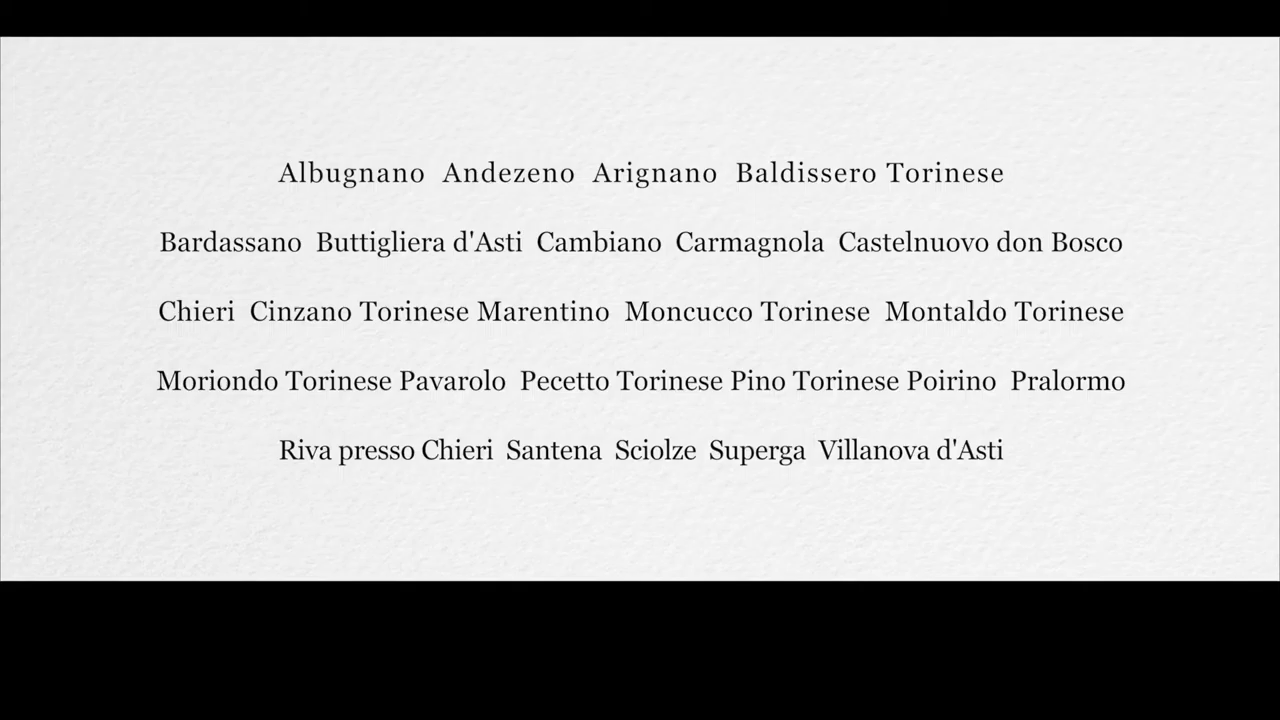 Albugnano Andezeno Arignano Baldissero Torinese
Bardassano Buttigliera d'Asti Cambiano Carmagnola Castelnuovo don Bosco
Chieri Cinzano Torinese Marentino Moncucco Torinese Montaldo Torinese
Moriondo Torinese Pavarolo Pecetto Torinese Pino Torinese Poirino Pralormo
Riva presso Chieri Santena Sciolze Superga Villanova d'Asti